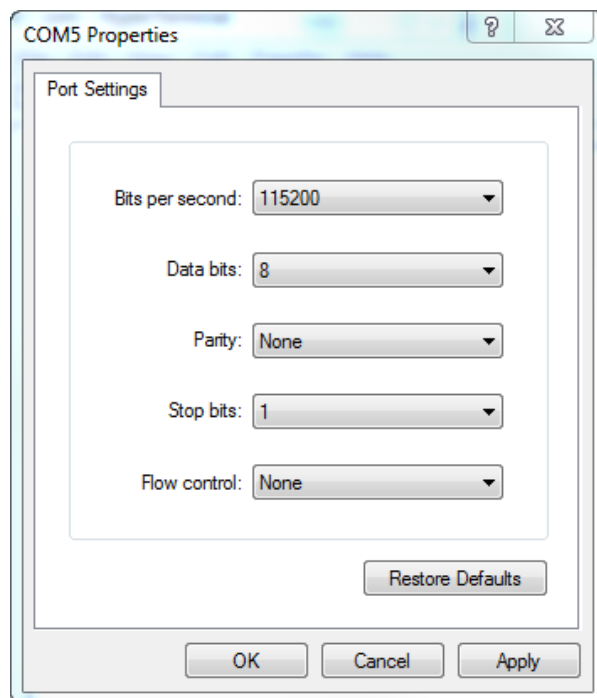 COM5 Properties
Port Settings
Bits per second: 115200
Data bits: 8
Parity: None
Stop bits: 1
Flow control: None
Restore Defaults
OK Cancel Apply